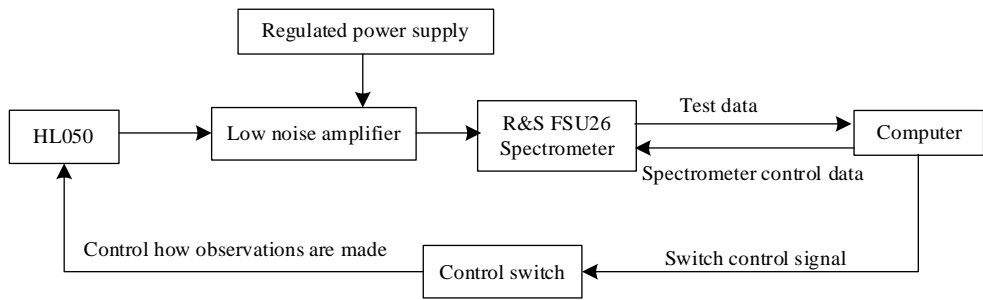 Regulated power supply
HL050
Low noise amplifier
R&S FSU26
Spectrometer
Test data
Computer
Spectrometer control data
Control how observations are made
Control switch
Switch control signal